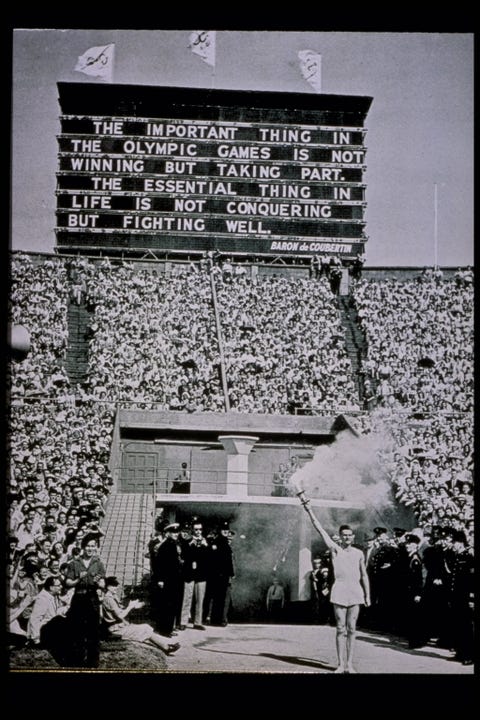 THE IMPORTANT THING IN
THE OLYMPIC GAMES IS NOT
WINNING BUT TAKING PART.
THE ESSENTIAL THING IN
LIFE IS NOT CONQUERING
BUT FIGHTING WELL.
BARON de COUBERTIN